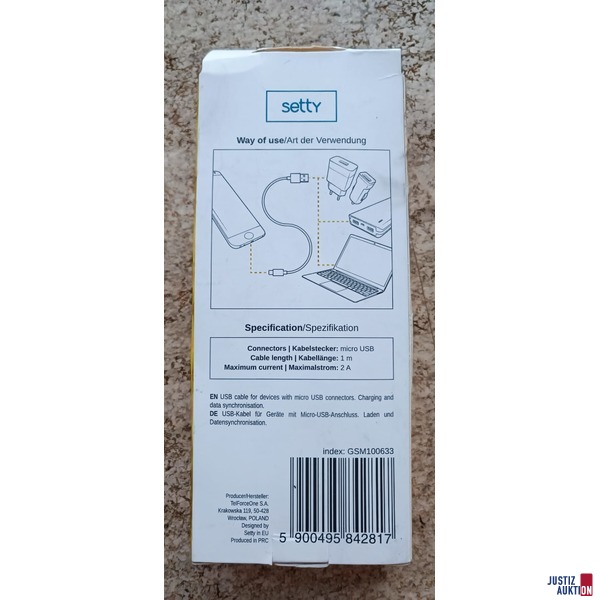 setty
Way of use/Art der Verwendung
Specification/Spezifikation
Connectors | Kabelstecker: micro USB
Cable length | Kabellänge: 1 m
Maximum current | Maximalstrom: 2 A
EN USB cable for devices with micro USB connectors. Charging and
data synchronisation.
DE USB-Kabel für Geräte mit Micro-USB-Anschluss. Laden und
Datensynchronisation.
index: GSM100633
Producer/Hersteller:
TelForceOne S.A.
Krakowska 119, 50-428
Wrocław, POLAND
Designed by
Setty in EU
Produced in PRC
5 900495 842817
JUSTIZ
AUKTION